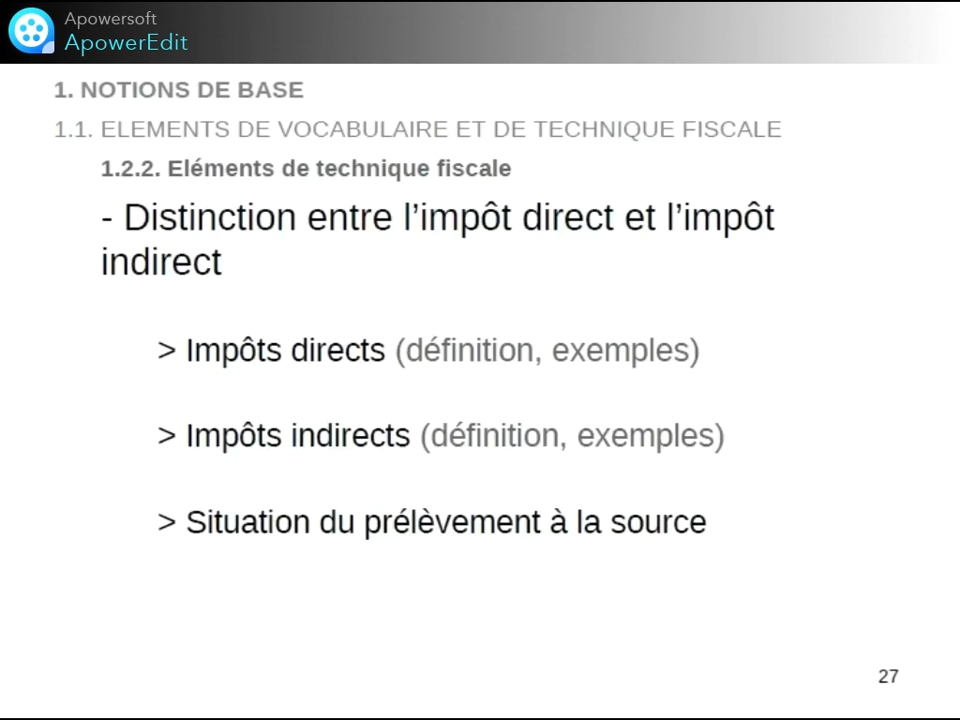 Apowersoft
ApowerEdit
1. NOTIONS DE BASE
1.1. ELEMENTS DE VOCABULAIRE ET DE TECHNIQUE FISCALE
1.2.2. Eléments de technique fiscale
- Distinction entre l’impôt direct et l’impôt
indirect
> Impôts directs (définition, exemples)
> Impôts indirects (définition, exemples)
> Situation du prélèvement à la source
27